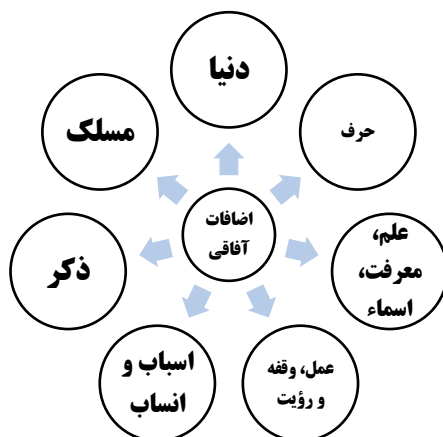 دنیا
حرف
علم،
معرفت،
اسماء
عمل، وقفه
و رؤیت
اسباب و
انساب
ذکر
مسلک
اضافات
آفاقی